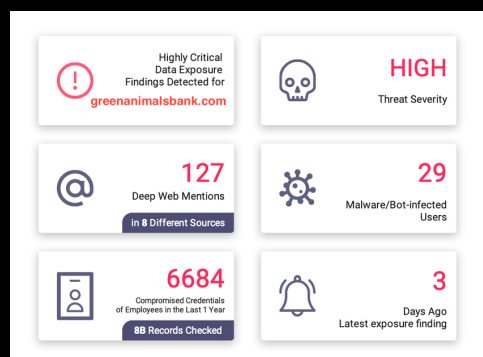 Highly Critical
Data Exposure
Findings Detected for
greenanimalsbank.com
HIGH
Threat Severity
127
Deep Web Mentions
in 8 Different Sources
29
Malware/Bot-infected
Users
6684
Compromised Credentials
of Employees in the Last 1 Year
8B Records Checked
3
Days Ago
Latest exposure finding